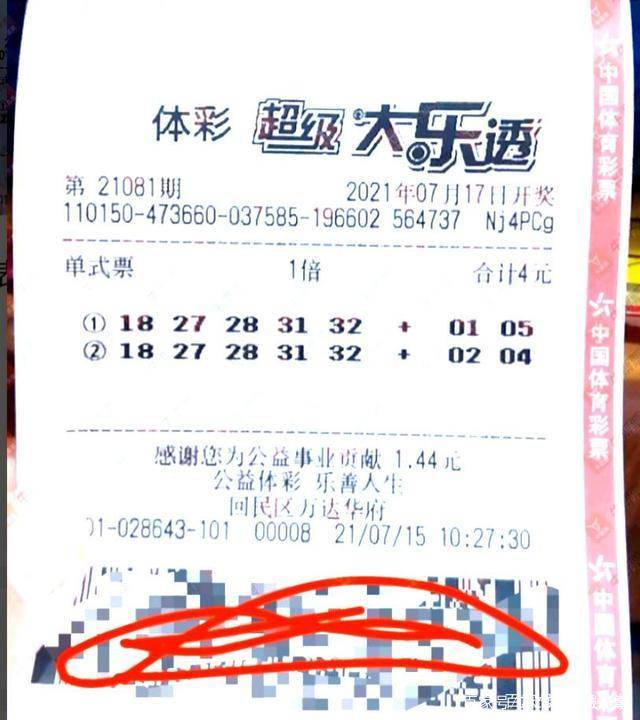 体彩 超级大乐透
第 21081期 2021年07月17日开奖
110150-473660-037585-196602 564737 Nj4PCg
单式票 1倍 合计4元
① 18 27 28 31 32 + 01 05
② 18 27 28 31 32 + 02 04
感谢您为公益事业贡献 1.44元
公益体彩 乐善人生
回民区万达华府
01-028643-101 00008 21/07/15 10:27:30
中国体育彩票
中国体育彩票
中国体育